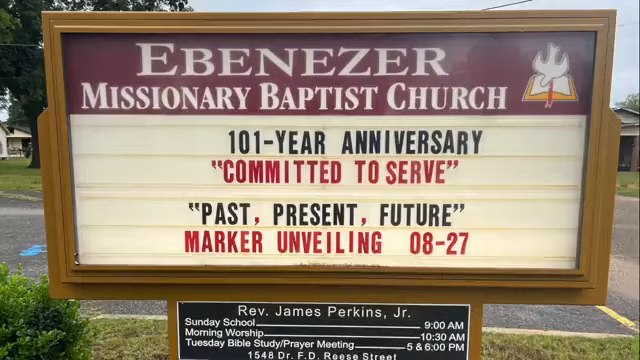 EBENEZER
MISSIONARY BAPTIST CHURCH
101-YEAR ANNIVERSARY
"COMMITTED TO SERVE"
"PAST, PRESENT, FUTURE"
MARKER UNVEILING 08-27
Rev. James Perkins, Jr.
Sunday School 9:00 AM
Morning Worship 10:30 AM
Tuesday Bible Study/Prayer Meeting 5 & 6:00 PM
1548 Dr. F.D. Reese Street